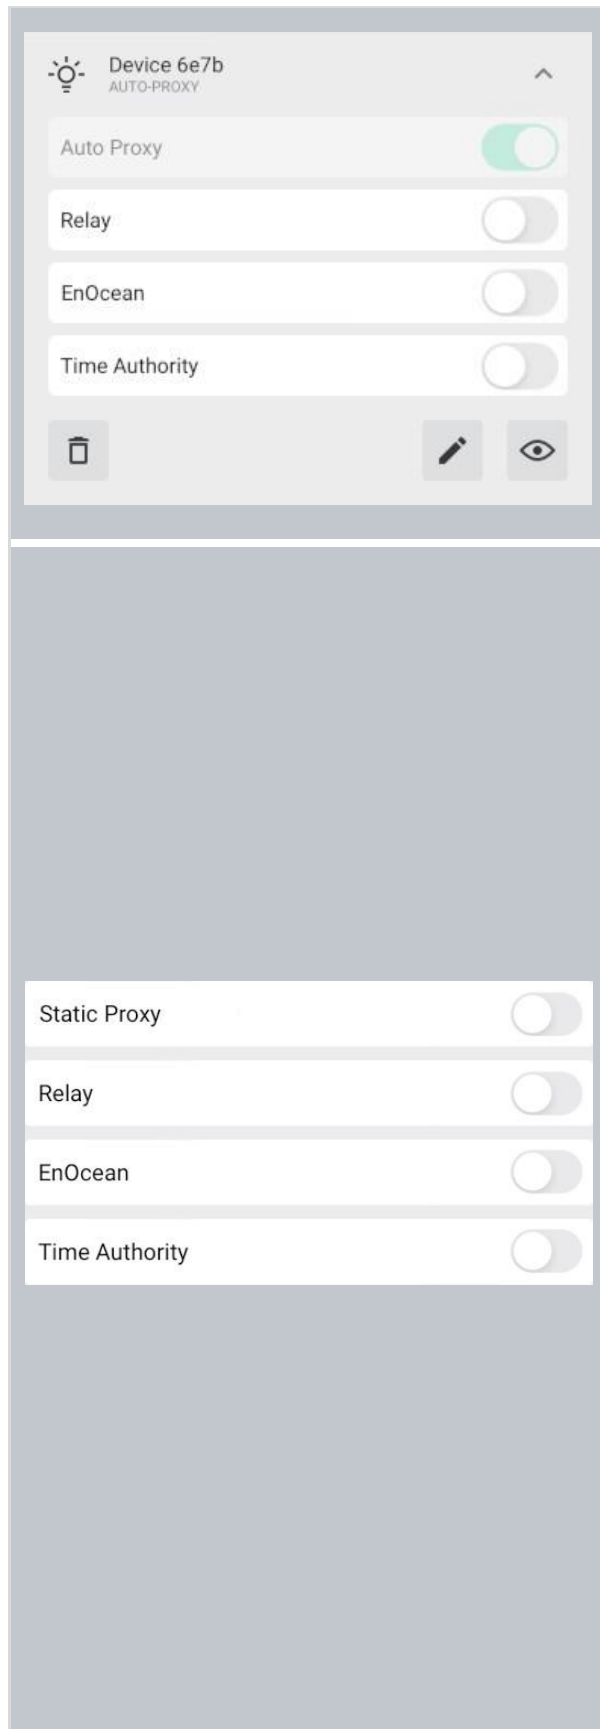 Device 6e7b
AUTO-PROXY
Auto Proxy
Relay
EnOcean
Time Authority
Static Proxy
Relay
EnOcean
Time Authority